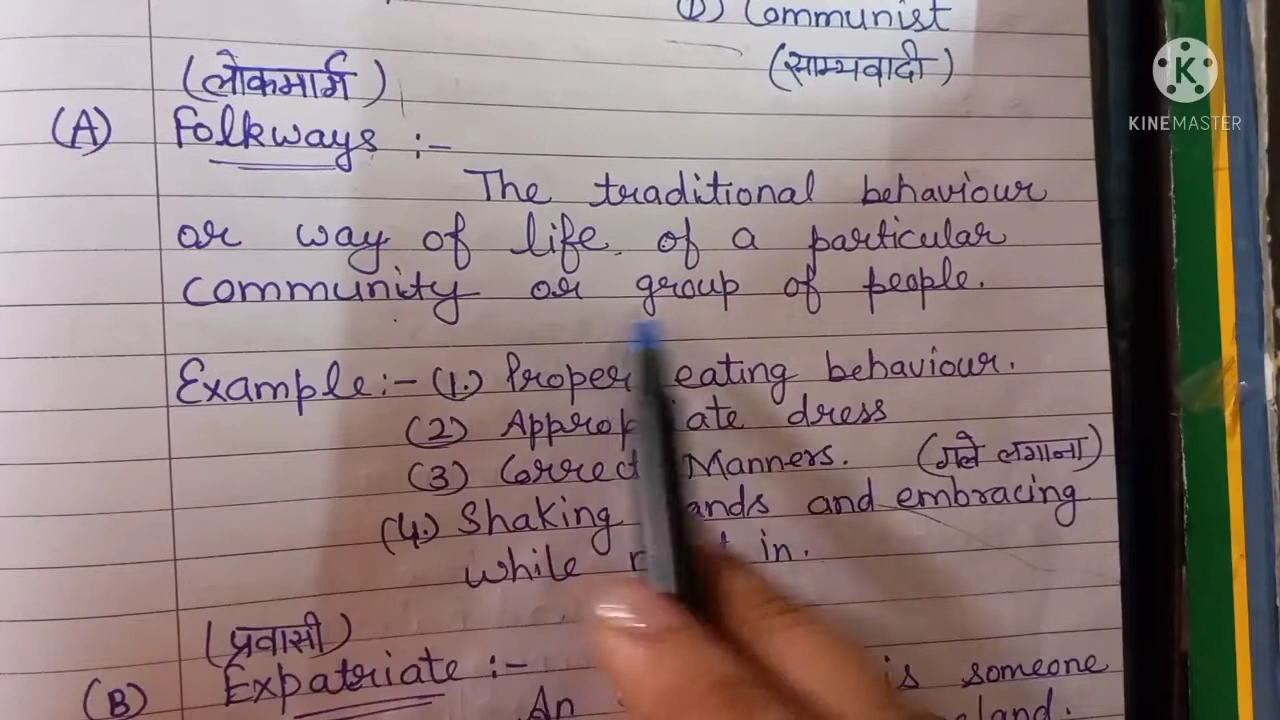 (D) Communist
(साम्यवादी)
(लोकमार्ग)
(A) Folkways :-
The traditional behaviour
or way of life of a particular
community or group of people.
Example:- (1.) Proper eating behaviour.
(2) Approp iate dress
(3) Correct Manners. (गले लगाना)
(4.) Shaking ands and embracing
while in.
(प्रवासी)
(B) Expatriate :-
An is someone
eland.
K
KINEMASTER